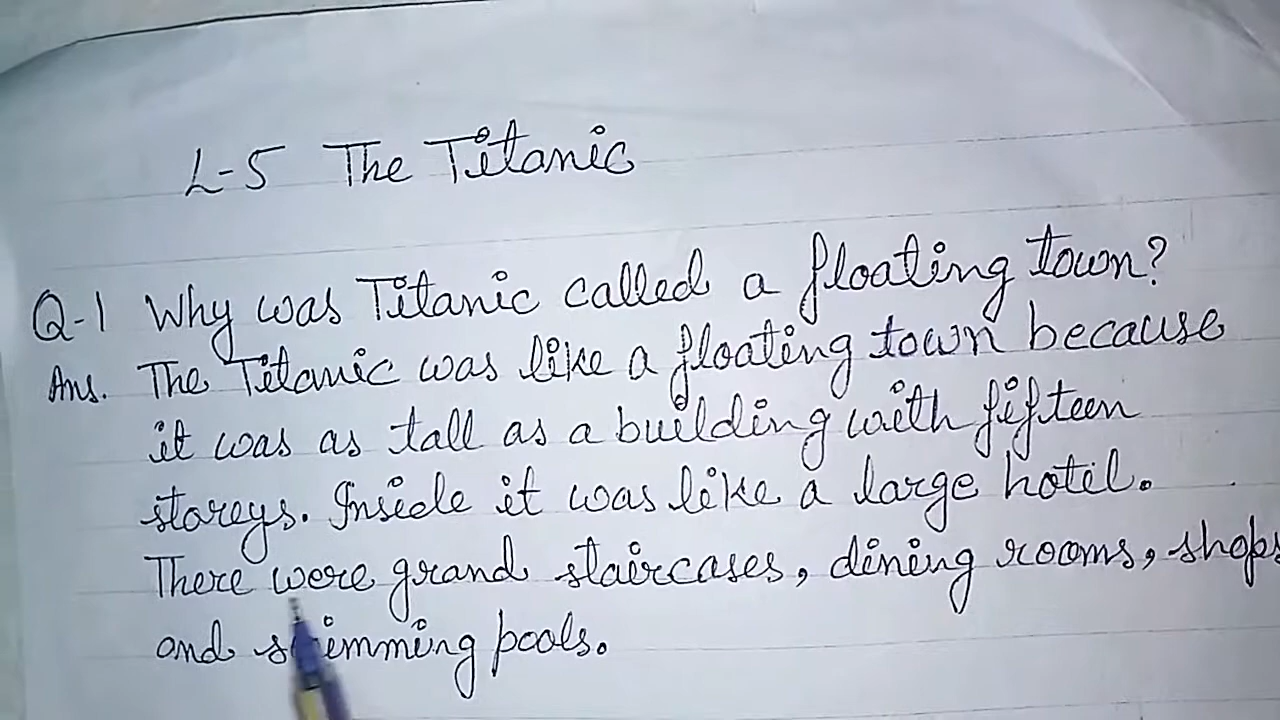 L-5 The Titanic
Q-1 Why was Titanic called a floating town?
Ans. The Titanic was like a floating town because
it was as tall as a building with fifteen
storeys. Inside it was like a large hotel.
There were grand staircases, dining rooms, shops
and swimming pools.